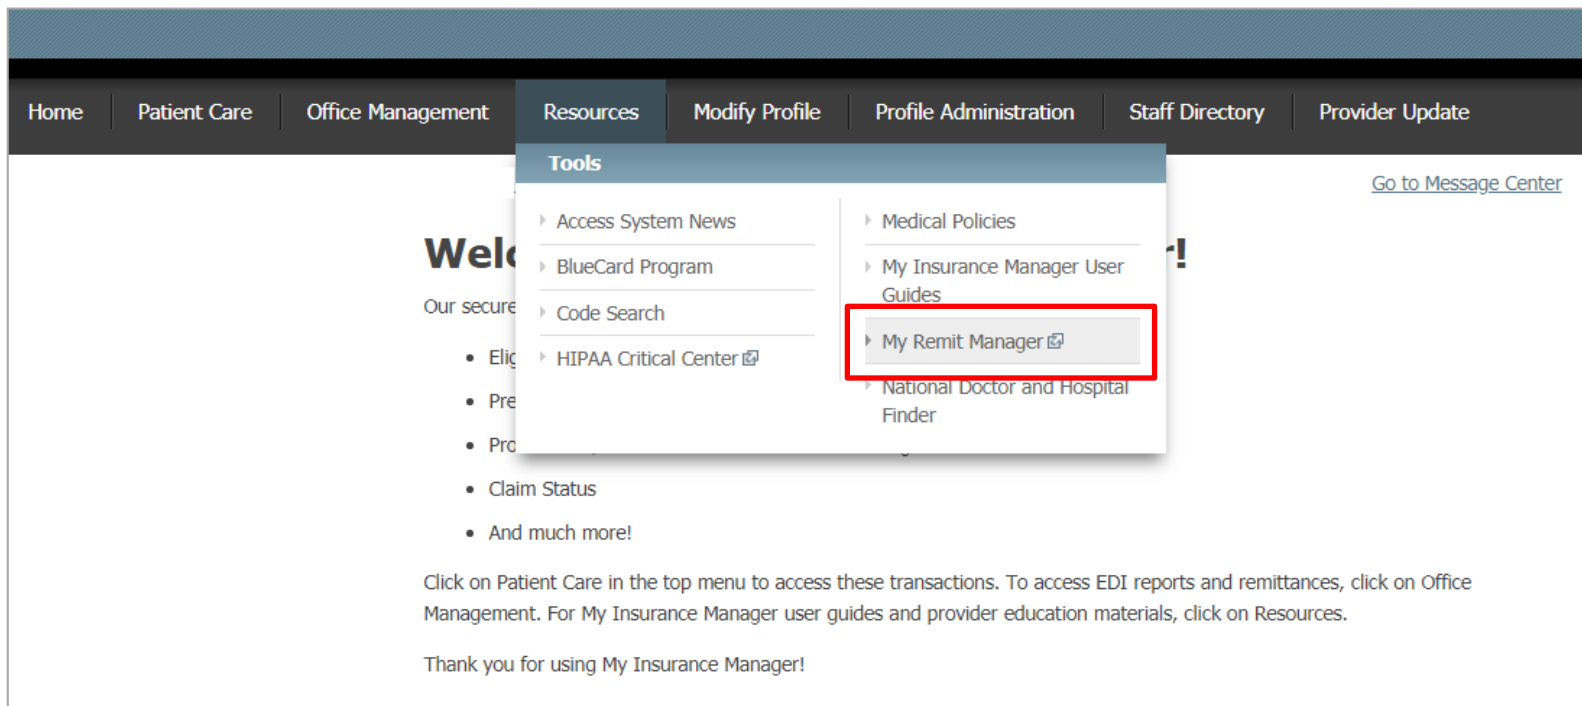 Home Patient Care Office Management Resources Modify Profile Profile Administration Staff Directory Provider Update
Tools
Go to Message Center
Access System News
BlueCard Program
Code Search
HIPAA Critical Center
Medical Policies
My Insurance Manager User
Guides
My Remit Manager
National Doctor and Hospital
Finder
Our secure
Claim Status
And much more!
Click on Patient Care in the top menu to access these transactions. To access EDI reports and remittances, click on Office
Management. For My Insurance Manager user guides and provider education materials, click on Resources.
Thank you for using My Insurance Manager!